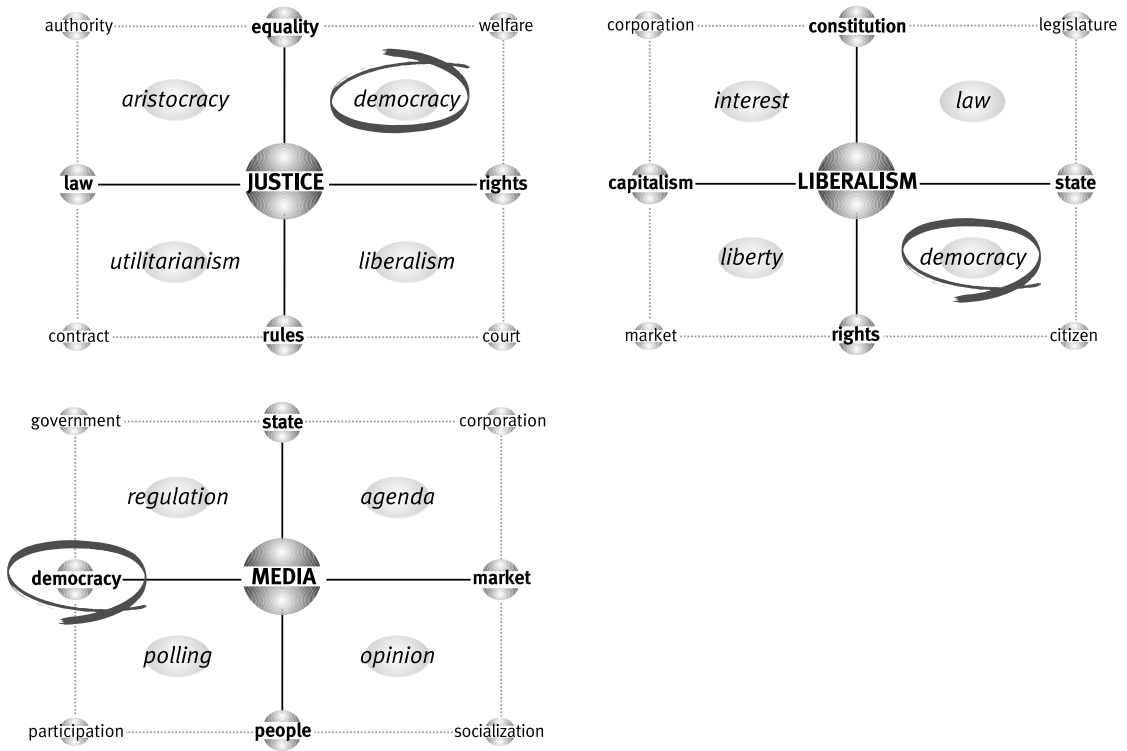 authority equality welfare
aristocracy democracy
law JUSTICE rights
utilitarianism liberalism
contract rules court
corporation constitution legislature
interest law
capitalism LIBERALISM state
liberty democracy
market rights citizen
government state corporation
regulation agenda
democracy MEDIA market
polling opinion
participation people socialization